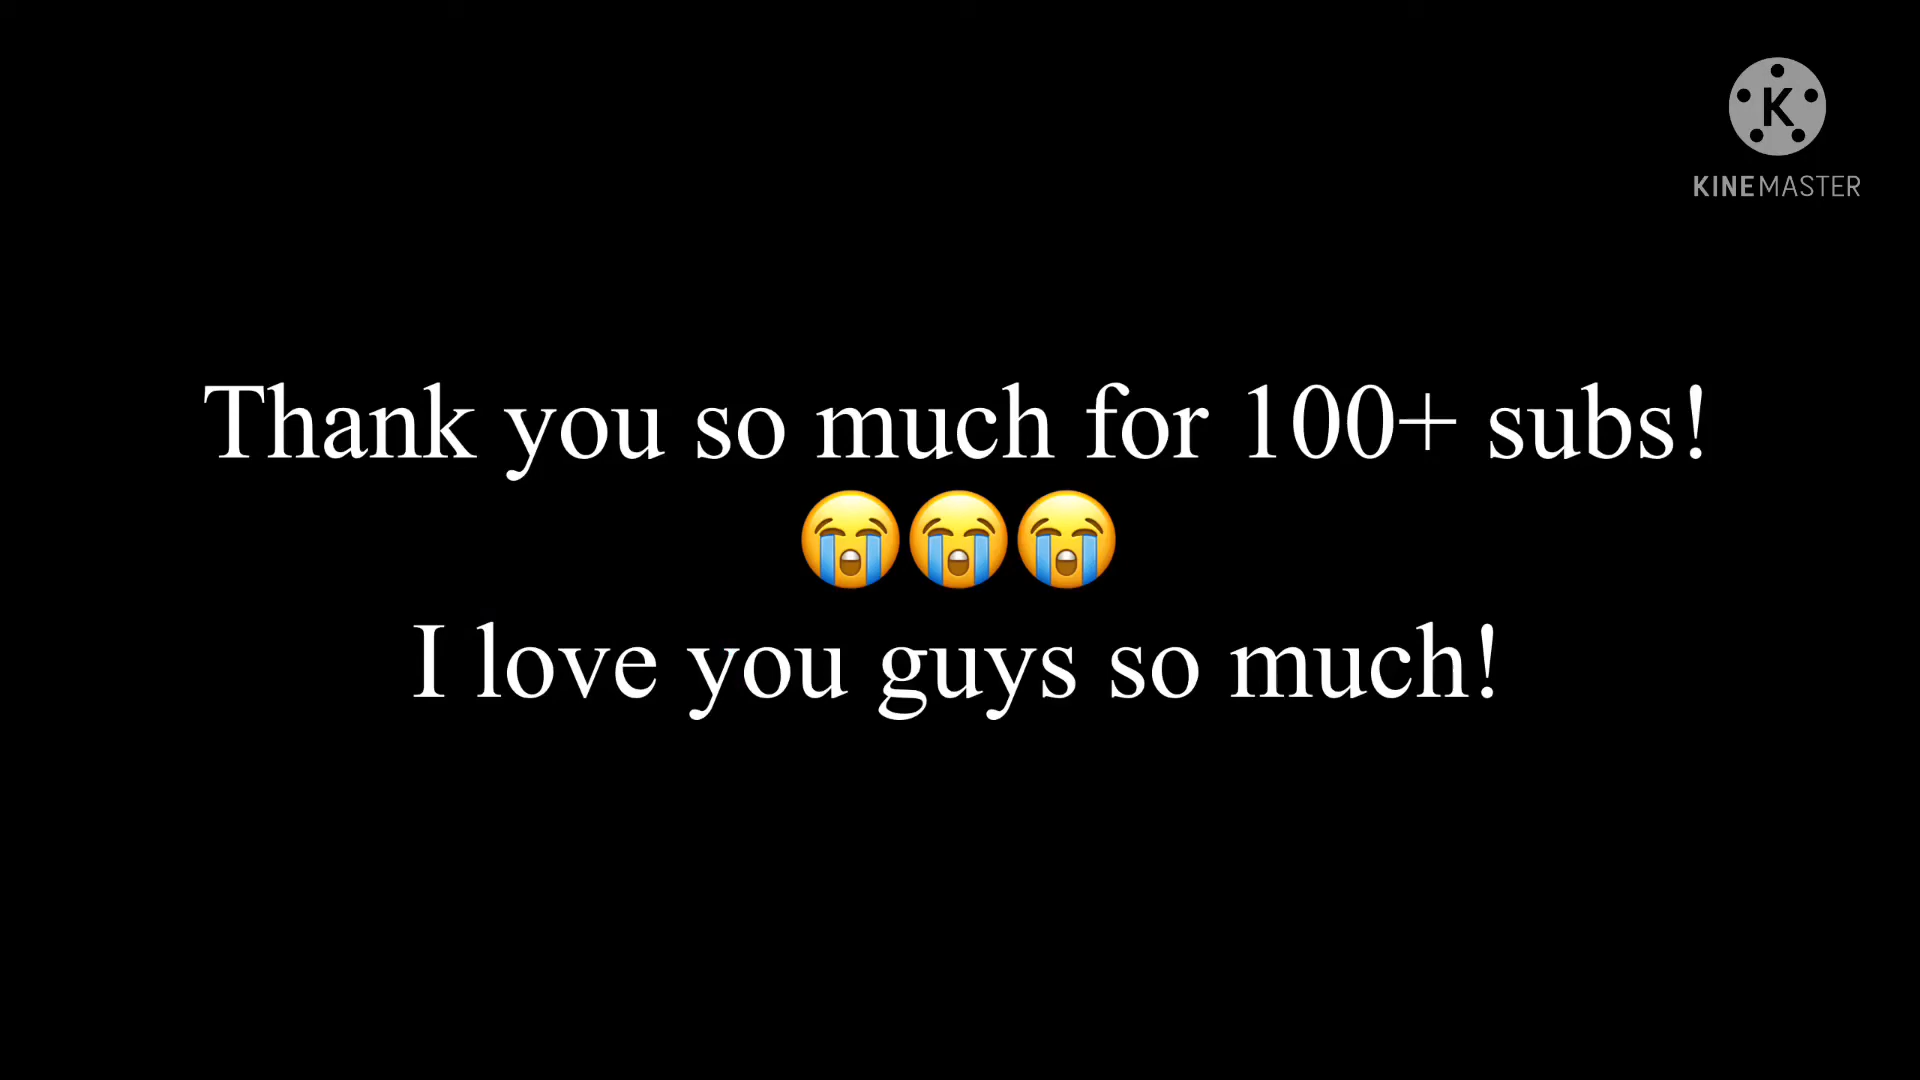 K
KINEMASTER
Thank you so much for 100+ subs!
😭😭😭
I love you guys so much!